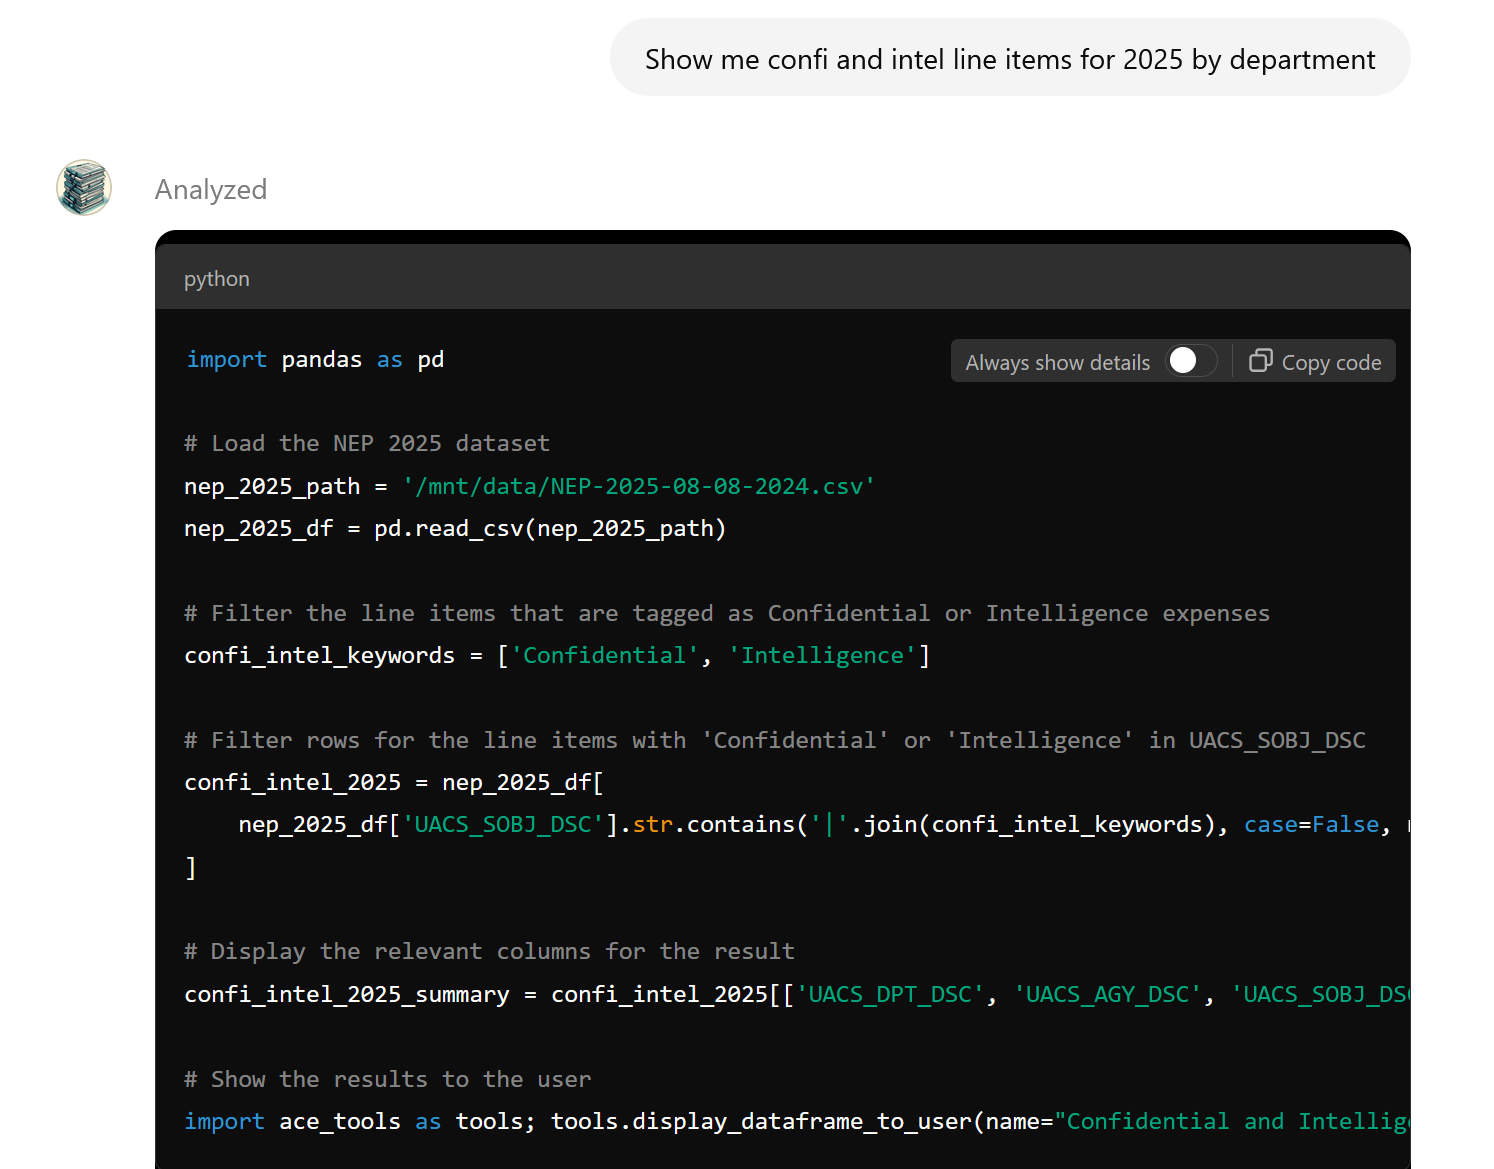 Show me confi and intel line items for 2025 by department
Analyzed
python
import pandas as pd
Always show details
Copy code
# Load the NEP 2025 dataset
nep_2025_path = '/mnt/data/NEP-2025-08-08-2024.csv'
nep_2025_df = pd.read_csv(nep_2025_path)
# Filter the line items that are tagged as Confidential or Intelligence expenses
confi_intel_keywords = ['Confidential', 'Intelligence']
# Filter rows for the line items with 'Confidential' or 'Intelligence' in UACS_SOBJ_DSC
confi_intel_2025 = nep_2025_df[
    nep_2025_df['UACS_SOBJ_DSC'].str.contains('|'.join(confi_intel_keywords), case=False,
]
# Display the relevant columns for the result
confi_intel_2025_summary = confi_intel_2025[['UACS_DPT_DSC', 'UACS_AGY_DSC', 'UACS_SOBJ_DSC
# Show the results to the user
import ace_tools as tools; tools.display_dataframe_to_user(name="Confidential and Intellig